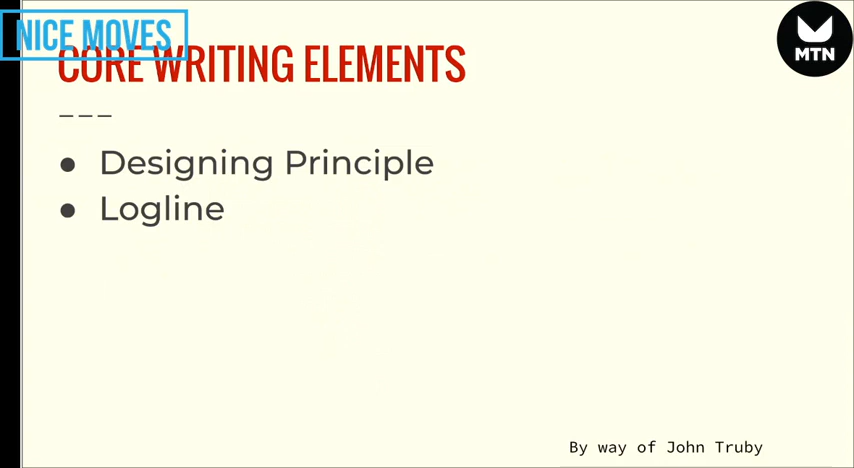 NICE MOVES
MTN
CORE WRITING ELEMENTS
● Designing Principle
● Logline
By way of John Truby